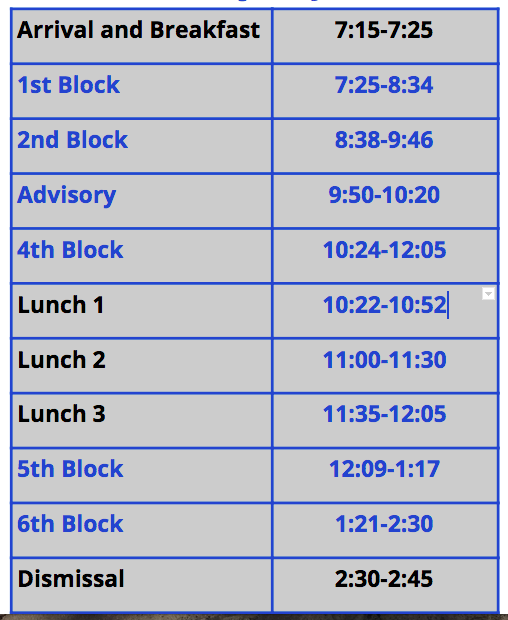 Arrival and Breakfast 7:15-7:25
1st Block 7:25-8:34
2nd Block 8:38-9:46
Advisory 9:50-10:20
4th Block 10:24-12:05
Lunch 1 10:22-10:52
Lunch 2 11:00-11:30
Lunch 3 11:35-12:05
5th Block 12:09-1:17
6th Block 1:21-2:30
Dismissal 2:30-2:45